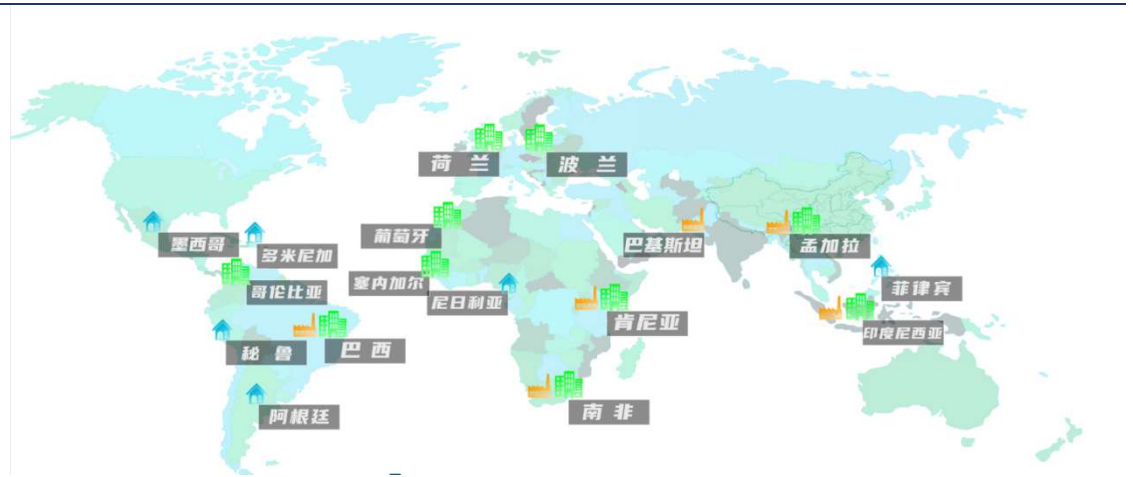 荷 兰
波 兰
葡萄牙
墨西哥
多米尼加
巴基斯坦
孟加拉
塞内加尔
哥伦比亚
尼日利亚
菲律宾
肯尼亚
印度尼西亚
秘 鲁
巴 西
阿根廷
南 非